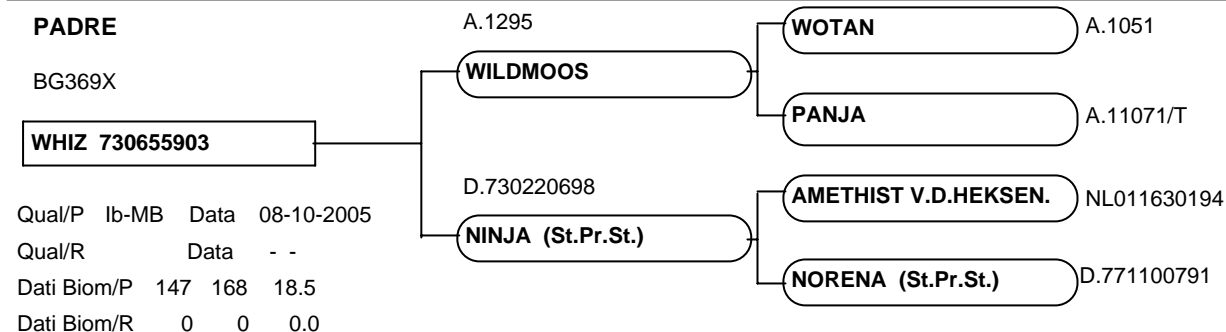 PADRE
BG369X
WHIZ 730655903
Qual/P Ib-MB Data 08-10-2005
Qual/R Data - -
Dati Biom/P 147 168 18.5
Dati Biom/R 0 0 0.0
A.1295
WILDMOOS
D.730220698
NINJA (St.Pr.St.)
WOTAN A.1051
PANJA A.11071/T
AMETHIST V.D.HEKSEN. NL011630194
NORENA (St.Pr.St.) D.771100791